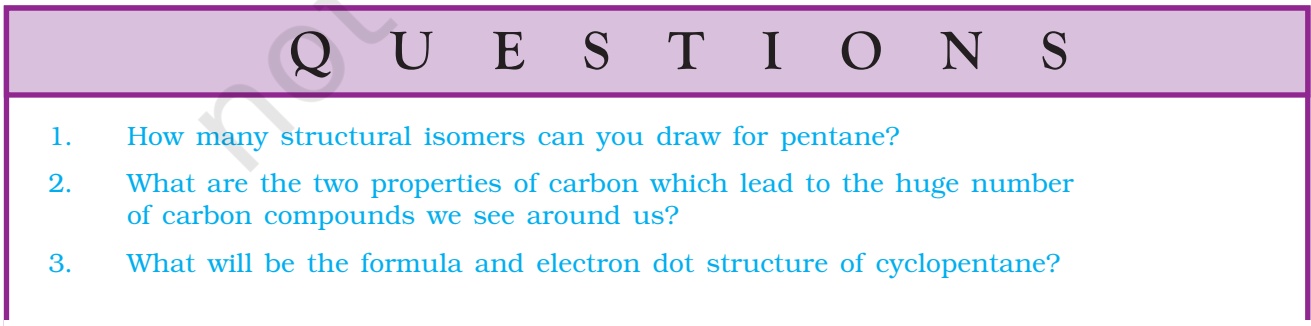 QUESTIONS
1. How many structural isomers can you draw for pentane?
2. What are the two properties of carbon which lead to the huge number
of carbon compounds we see around us?
3. What will be the formula and electron dot structure of cyclopentane?
not